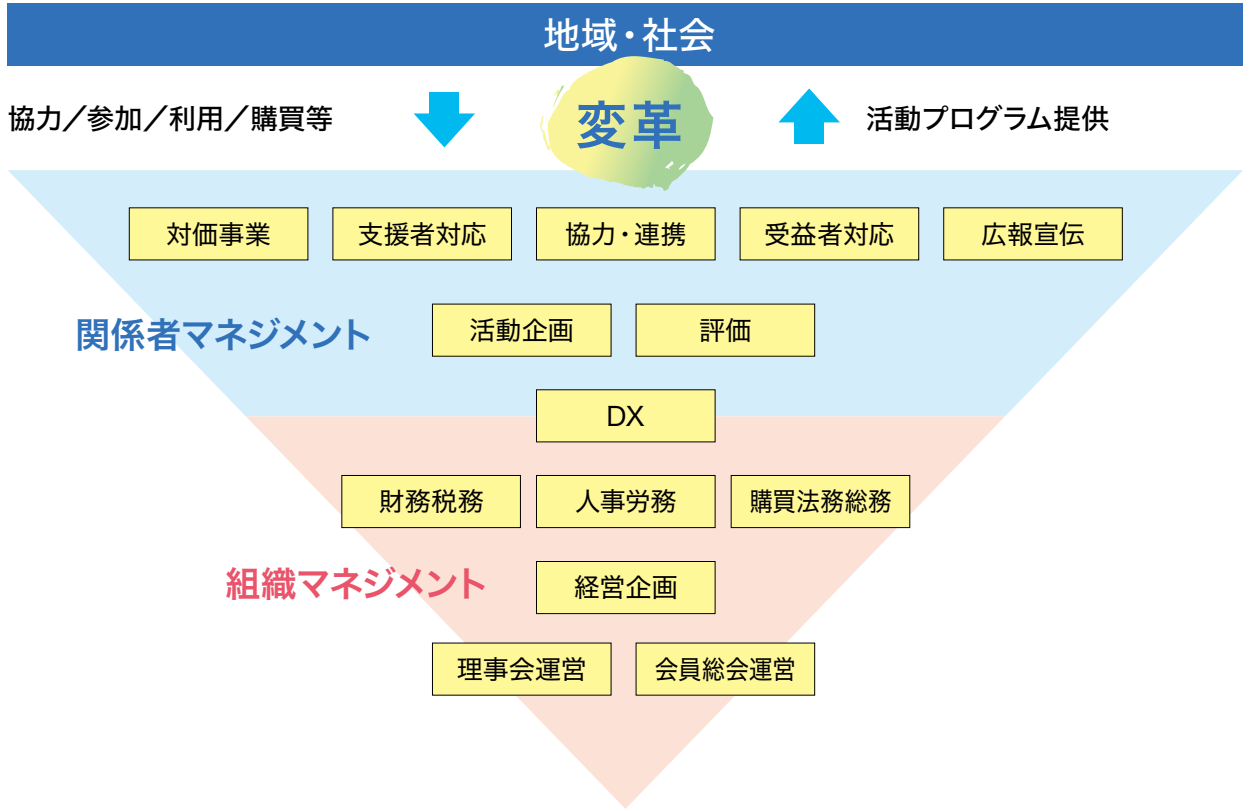 地域・社会
協力／参加／利用／購買等
変革
活動プログラム提供
対価事業
支援者対応
協力・連携
受益者対応
広報宣伝
関係者マネジメント
活動企画
評価
DX
財務税務
人事労務
購買法務総務
組織マネジメント
経営企画
理事会運営
会員総会運営